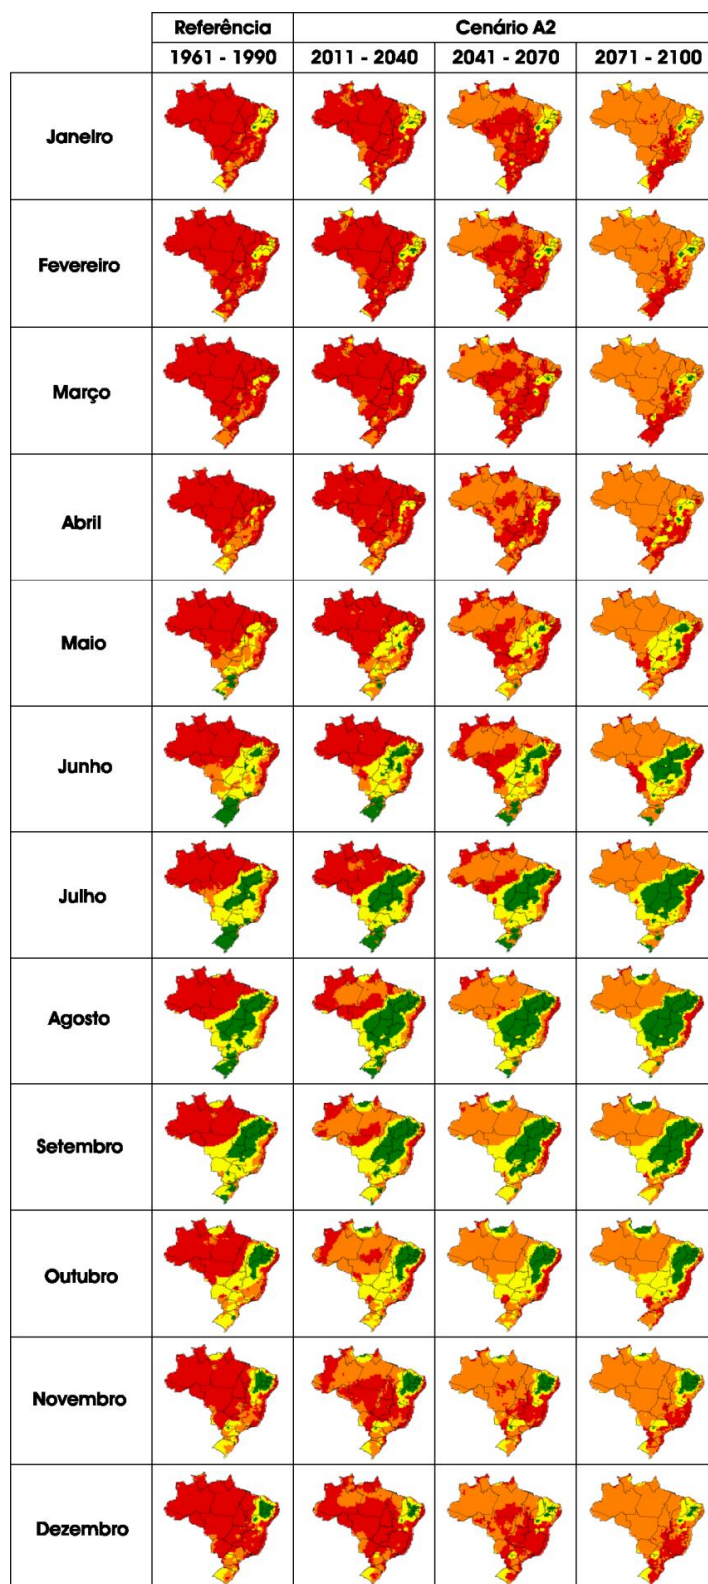 Referência Cenário A2
1961 - 1990 2011 - 2040 2041 - 2070 2071 - 2100
Janeiro
Fevereiro
Março
Abril
Maio
Junho
Julho
Agosto
Setembro
Outubro
Novembro
Dezembro